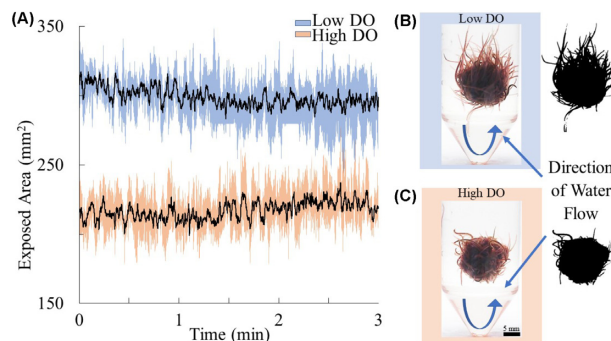 (A)
350
250
150
Exposed Area (mm²)
Low DO
High DO
0
1
2
3
Time (min)
(B)
Low DO
Direction
of Water
Flow
(C)
High DO
5 mm